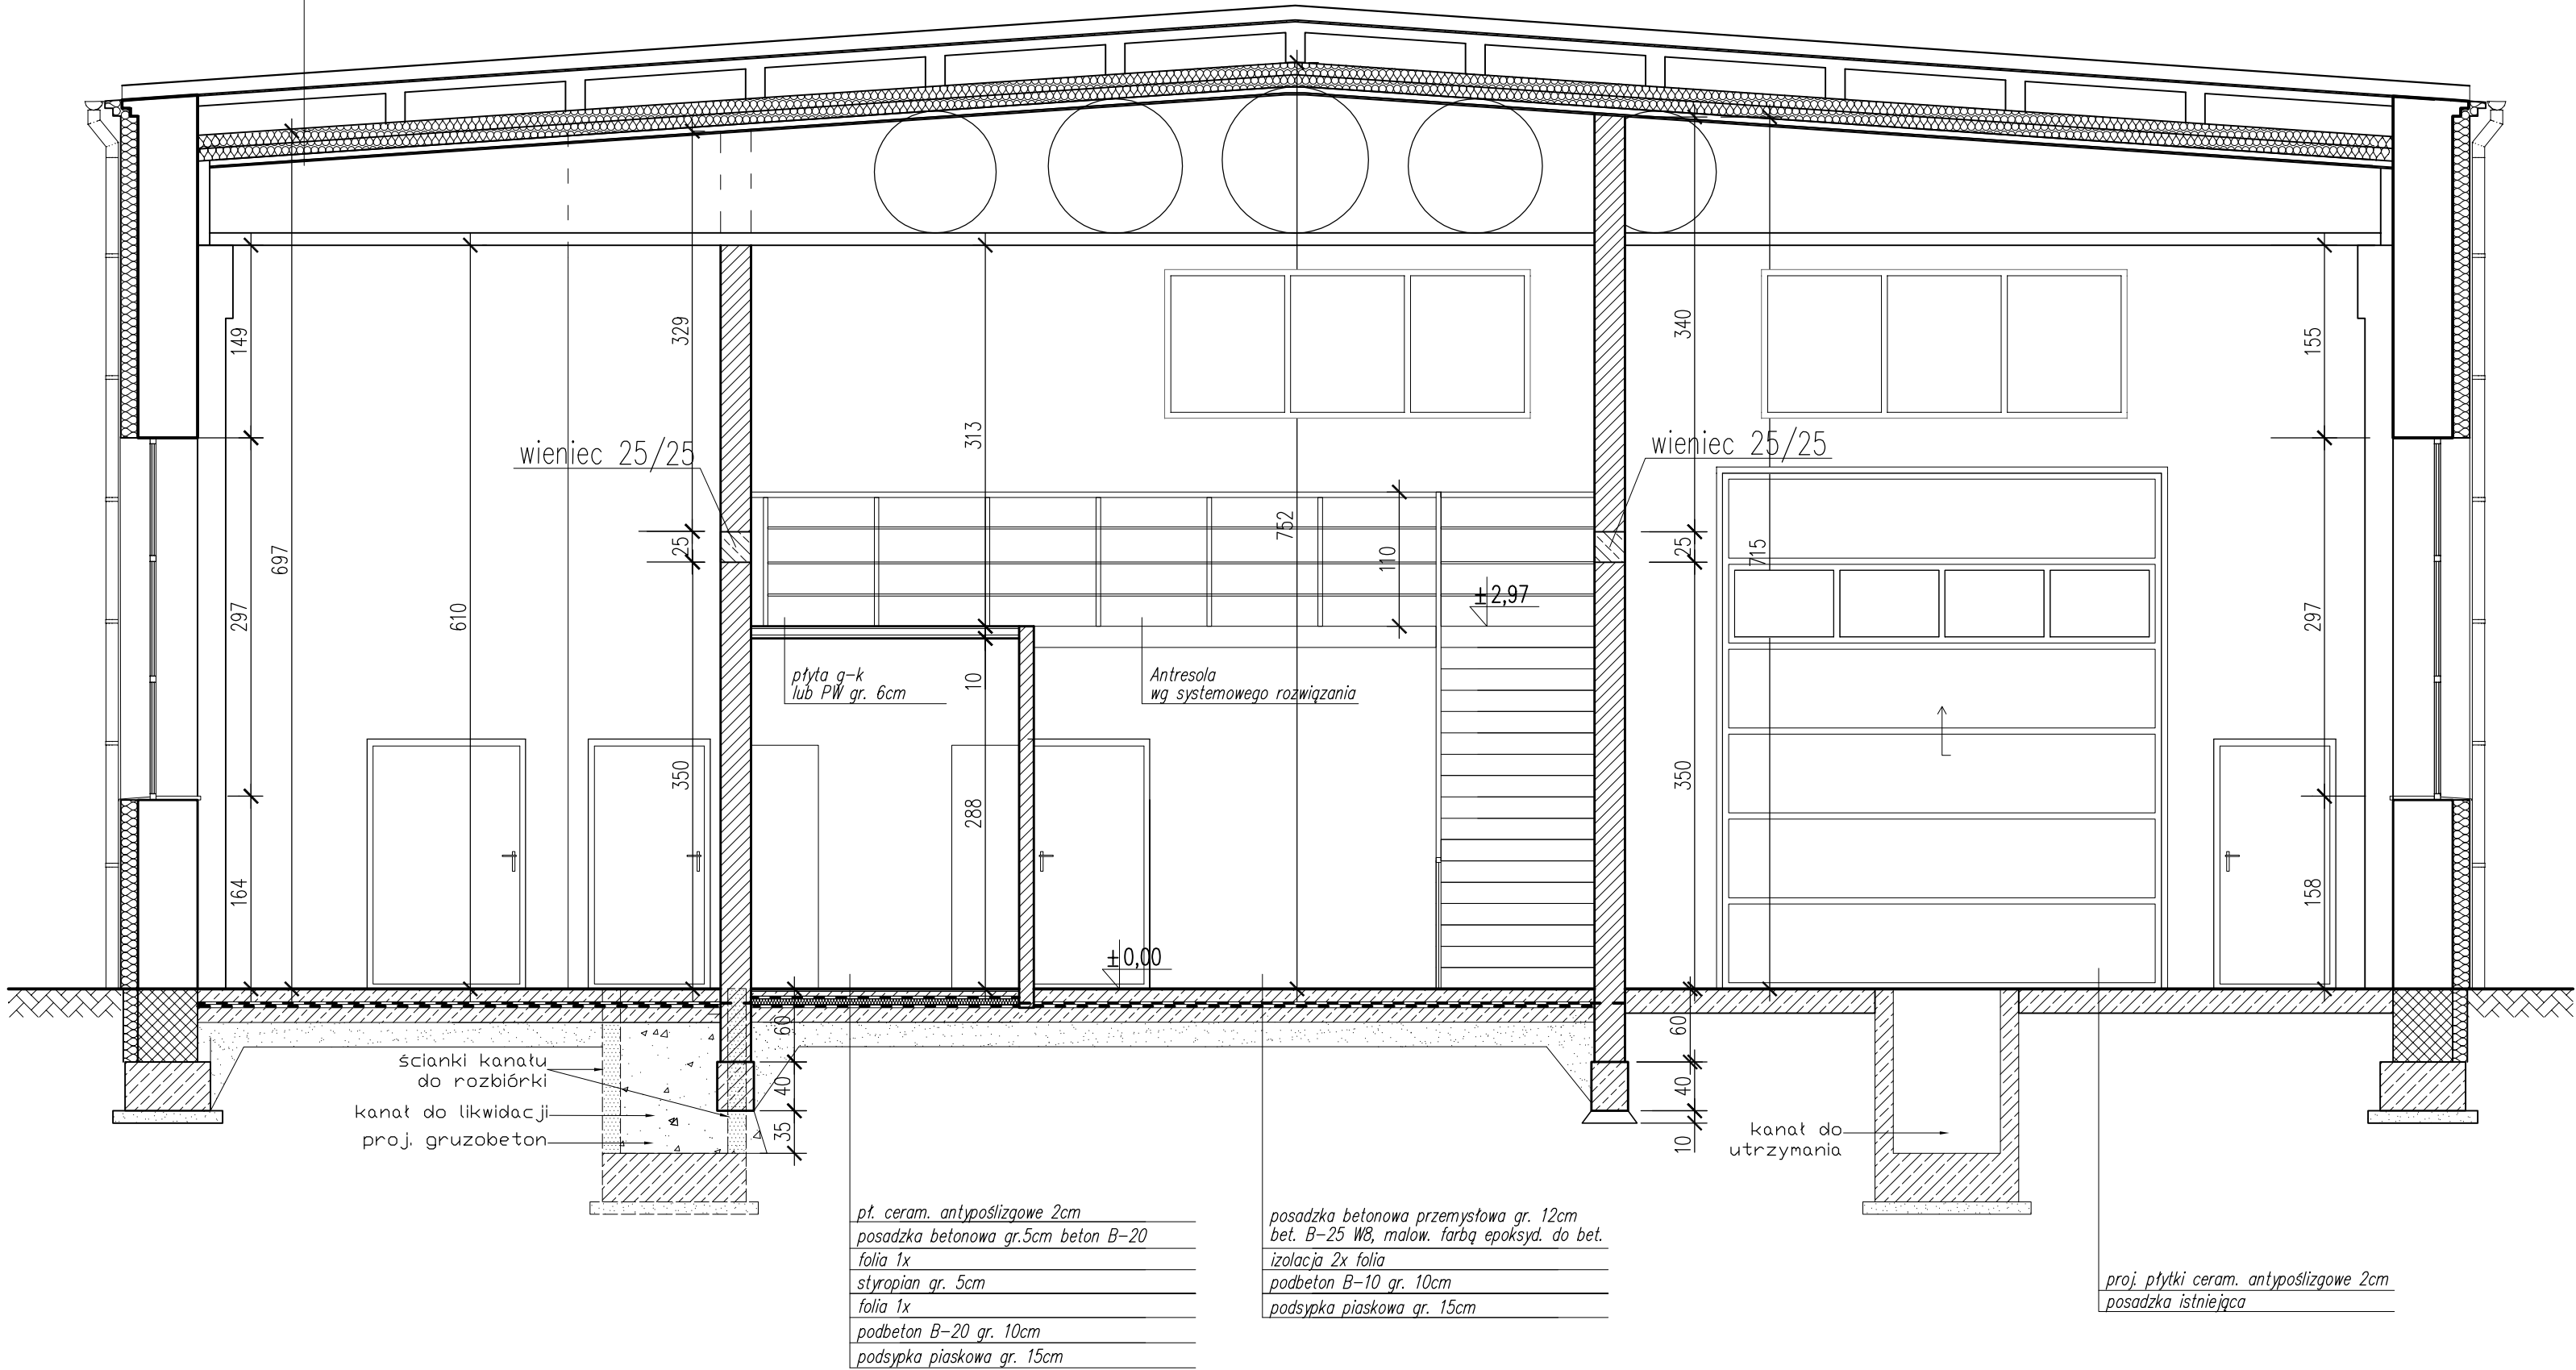 149
297
164
697
610
329
25
350
wieniec 25/25
313
10
288
752
110
±2,97
±0,00
płyta g-k
lub PW gr. 6cm
Antresola
wg systemowego rozwiązania
wieniec 25/25
340
25
350
715
155
297
158
60
40
35
60
40
10
ścianki kanału
do rozbiórki
kanał do likwidacji
proj. gruzobeton
kanał do
utrzymania
pł. ceram. antypoślizgowe 2cm
posadzka betonowa gr.5cm beton B-20
folia 1x
styropian gr. 5cm
folia 1x
podbeton B-20 gr. 10cm
podsypka piaskowa gr. 15cm
posadzka betonowa przemysłowa gr. 12cm
bet. B-25 W8, malow. farbą epoksyd. do bet.
izolacja 2x folia
podbeton B-10 gr. 10cm
podsypka piaskowa gr. 15cm
proj. płytki ceram. antypoślizgowe 2cm
posadzka istniejąca